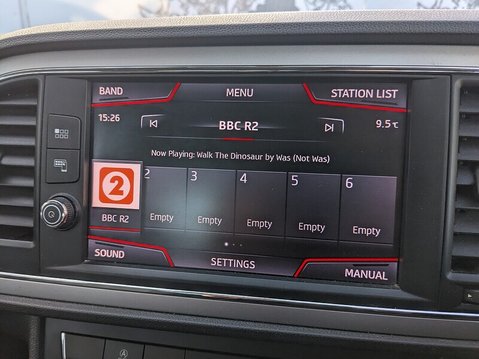 BAND MENU STATION LIST
15:26 BBC R2 9.5°C
Now Playing: Walk The Dinosaur by Was (Not Was)
2 2 3 4 5 6
BBC R2 Empty Empty Empty Empty Empty
SOUND SETTINGS MANUAL